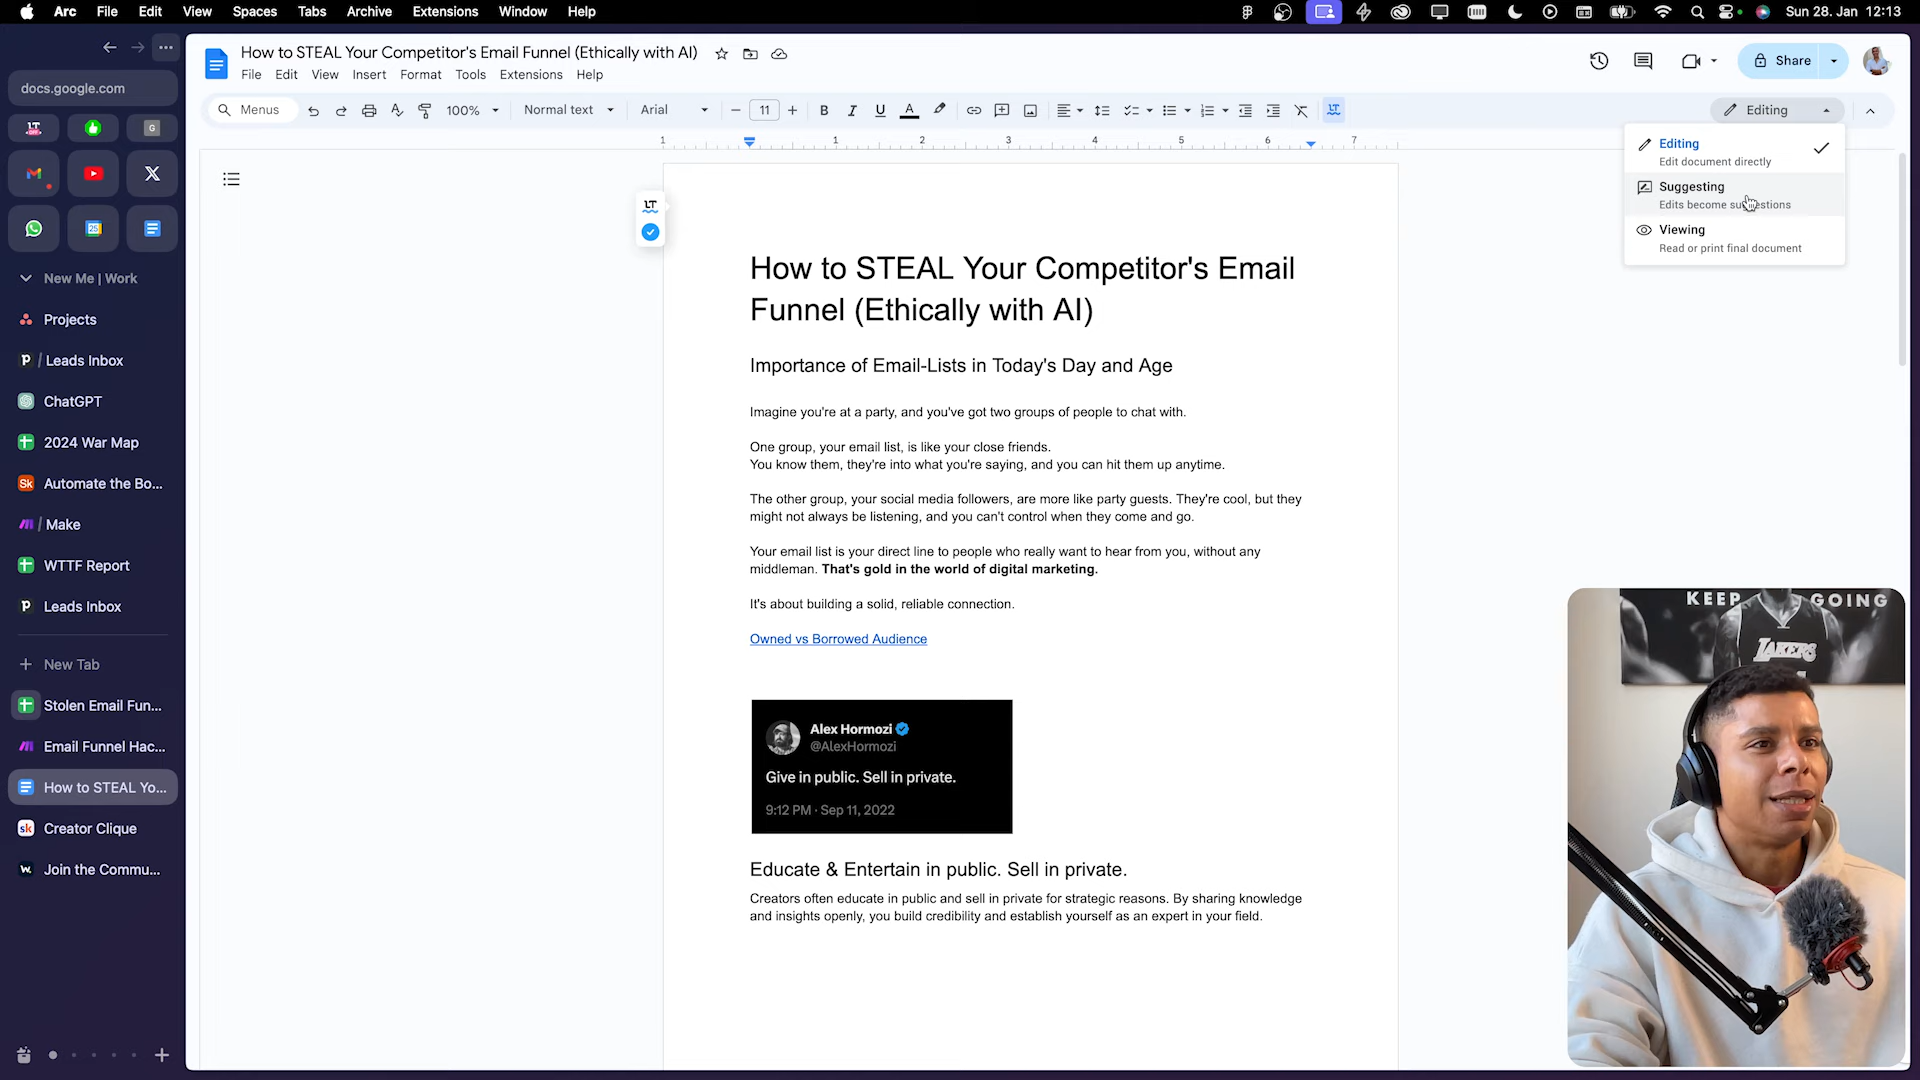 Arc File Edit View Spaces Tabs Archive Extensions Window Help Sun 28. Jan 12:13
docs.google.com
G
25
New Me | Work
Projects
/ Leads Inbox
ChatGPT
2024 War Map
Sk Automate the Bo...
/ Make
WTTF Report
Leads Inbox
New Tab
Stolen Email Fun...
Email Funnel Hac...
How to STEAL Yo...
sk Creator Clique
w. Join the Commu...
How to STEAL Your Competitor's Email Funnel (Ethically with AI)
File Edit View Insert Format Tools Extensions Help
Share
Menus 100% Normal text Arial 11 B I U A LT Editing
1 1 2 3 4 5 6 7
Editing
Edit document directly
Suggesting
Edits become suggestions
Viewing
Read or print final document
LT
How to STEAL Your Competitor's Email
Funnel (Ethically with AI)
Importance of Email-Lists in Today's Day and Age
Imagine you're at a party, and you've got two groups of people to chat with.
One group, your email list, is like your close friends.
You know them, they're into what you're saying, and you can hit them up anytime.
The other group, your social media followers, are more like party guests. They're cool, but they
might not always be listening, and you can't control when they come and go.
Your email list is your direct line to people who really want to hear from you, without any
middleman. That's gold in the world of digital marketing.
It's about building a solid, reliable connection.
Owned vs Borrowed Audience
Alex Hormozi
@AlexHormozi
Give in public. Sell in private.
9:12 PM · Sep 11, 2022
Educate & Entertain in public. Sell in private.
Creators often educate in public and sell in private for strategic reasons. By sharing knowledge
and insights openly, you build credibility and establish yourself as an expert in your field.
KEEP GOING
LAKERS